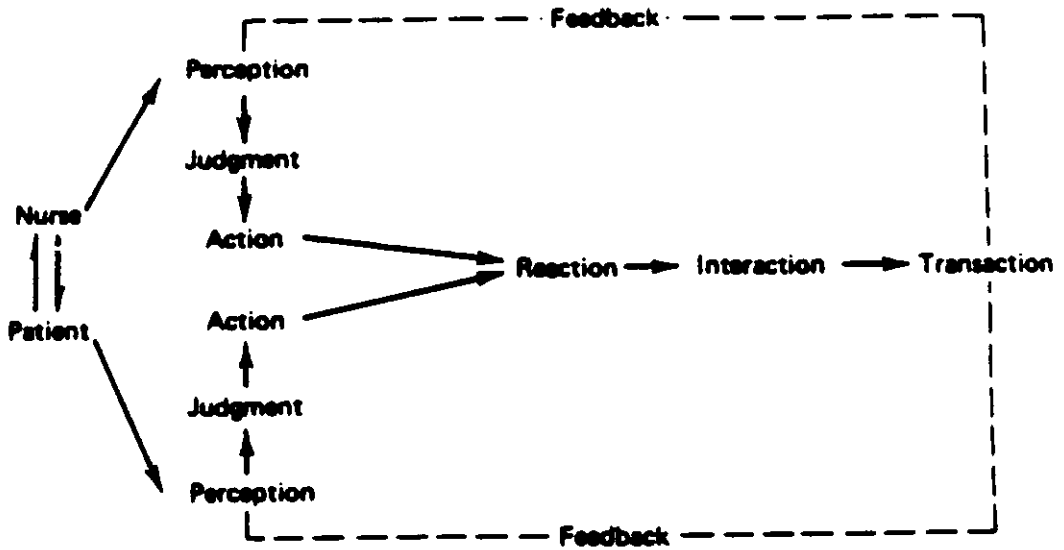 Feedback
Perception
Judgment
Nurse
Action
Reaction
Interaction
Transaction
Action
Patient
Judgment
Perception
Feedback